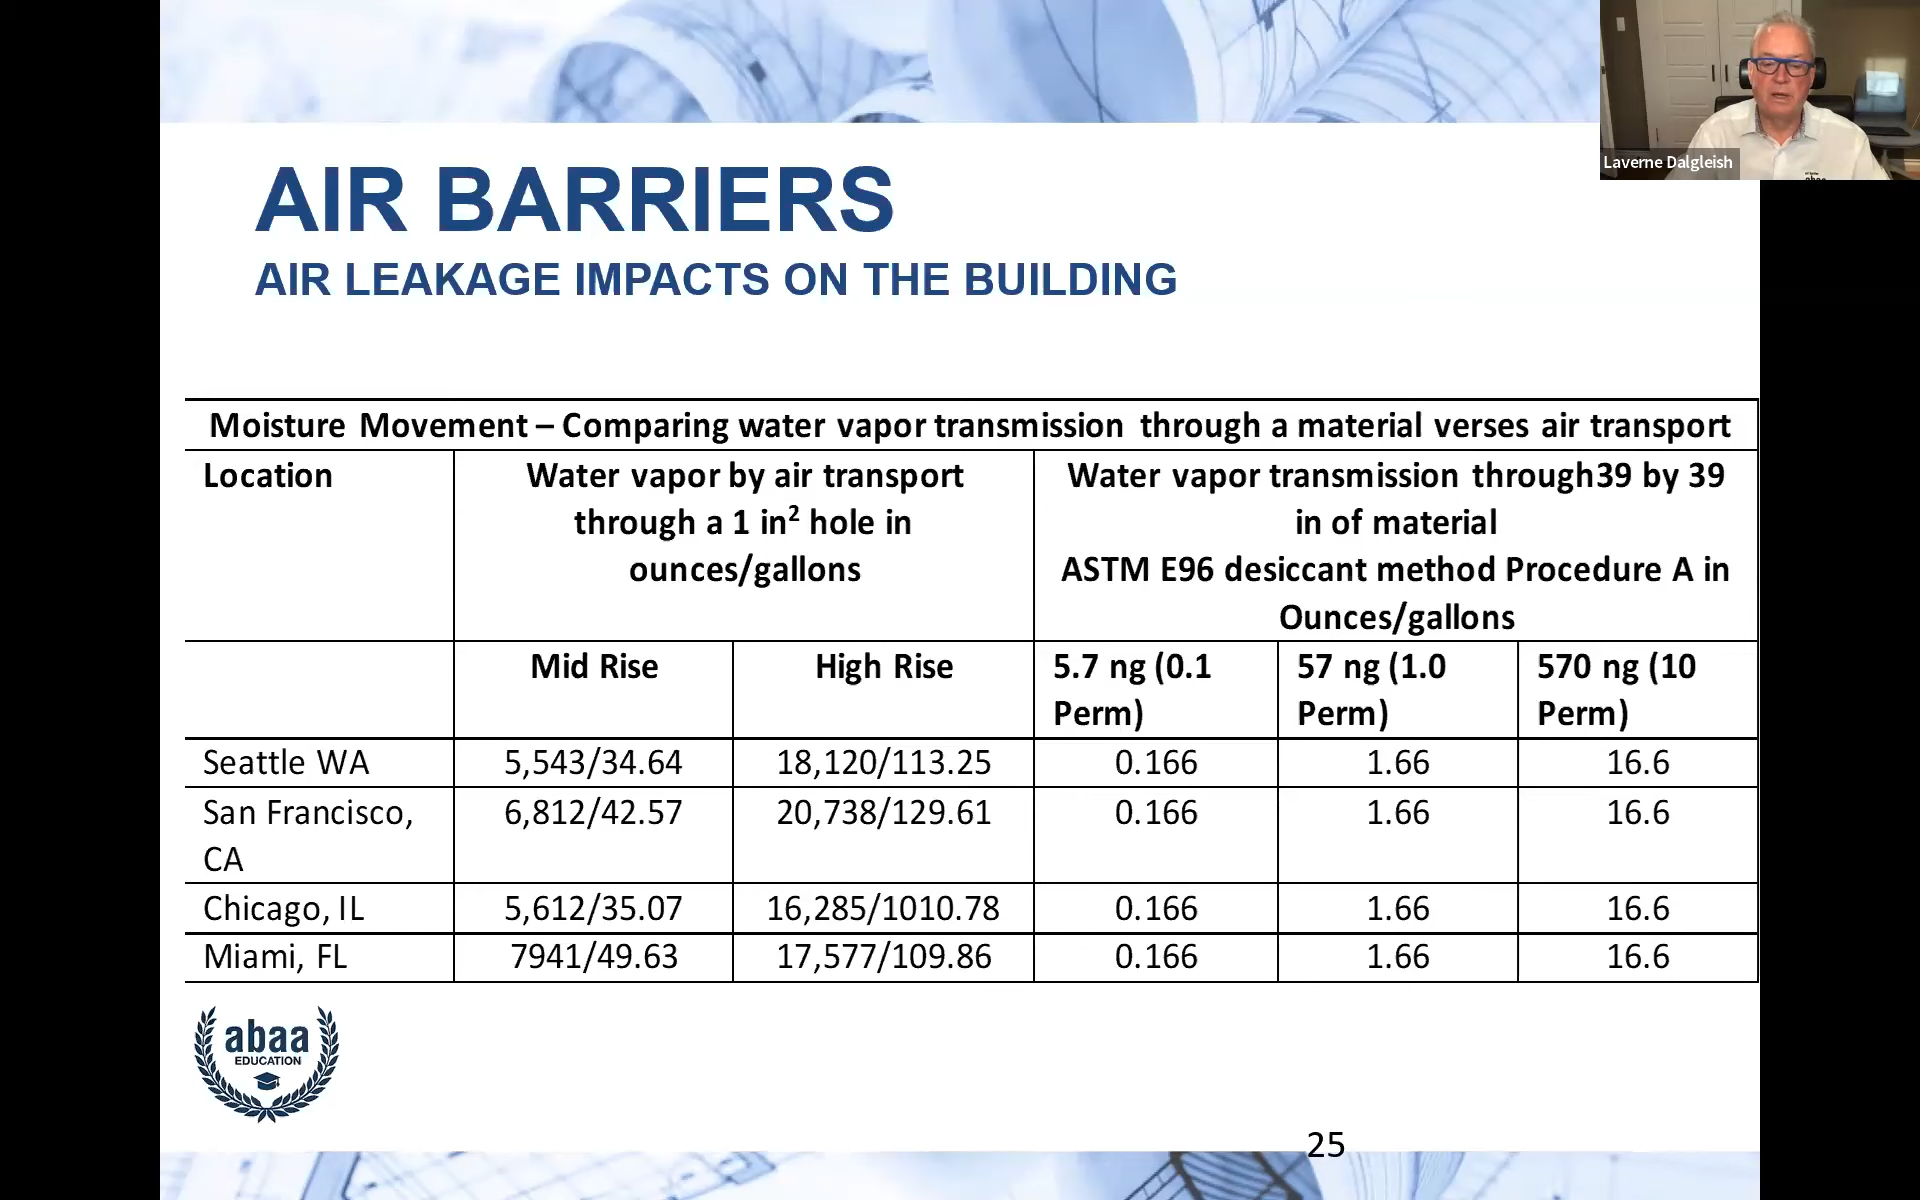 Laverne Dalgleish
abaa
AIR BARRIERS
AIR LEAKAGE IMPACTS ON THE BUILDING
Moisture Movement – Comparing water vapor transmission through a material verses air transport
Location
Water vapor by air transport
through a 1 in² hole in
ounces/gallons
Water vapor transmission through39 by 39
in of material
ASTM E96 desiccant method Procedure A in
Ounces/gallons
Mid Rise
High Rise
5.7 ng (0.1
Perm)
57 ng (1.0
Perm)
570 ng (10
Perm)
Seattle WA 5,543/34.64 18,120/113.25 0.166 1.66 16.6
San Francisco,
CA
6,812/42.57 20,738/129.61 0.166 1.66 16.6
Chicago, IL 5,612/35.07 16,285/1010.78 0.166 1.66 16.6
Miami, FL 7941/49.63 17,577/109.86 0.166 1.66 16.6
abaa
EDUCATION
25